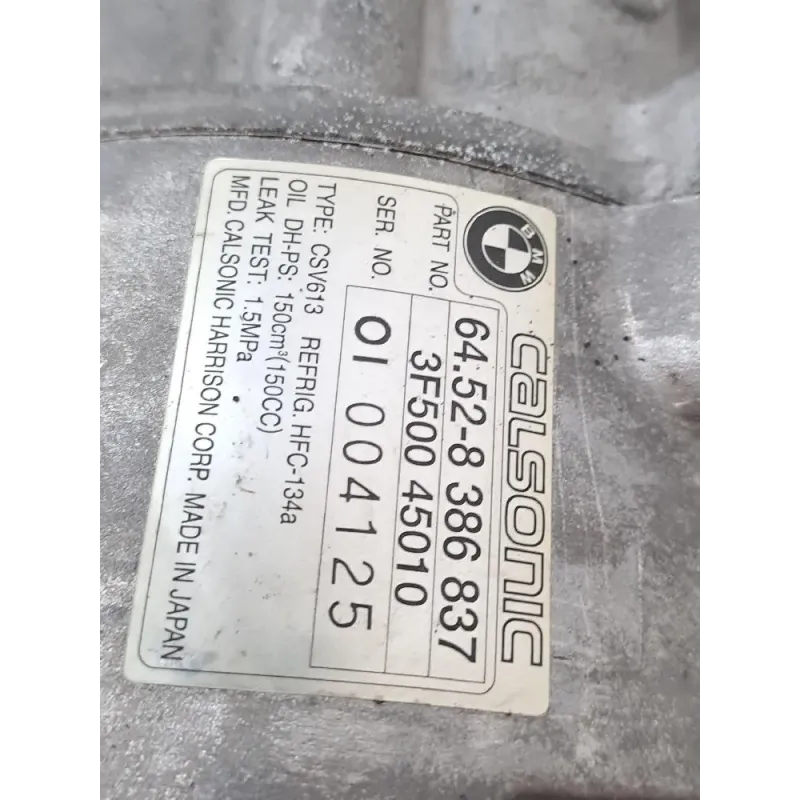 BMW
calsonic
PART NO. 64.52-8 386 837
3F500 45010
SER. NO. OI 004125
TYPE: CSV613 REFRIG. HFC-134a
OIL DH-PS: 150cm³(150CC)
LEAK TEST: 1.5MPa
MFD. CALSONIC HARRISON CORP. MADE IN JAPAN